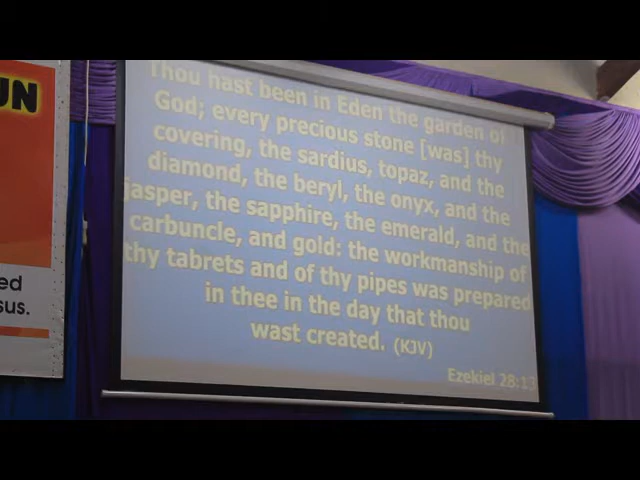 UN
ed
sus.
Thou hast been in Eden the garden of
God; every precious stone [was] thy
covering, the sardius, topaz, and the
diamond, the beryl, the onyx, and the
jasper, the sapphire, the emerald, and the
carbuncle, and gold: the workmanship of
thy tabrets and of thy pipes was prepared
in thee in the day that thou
wast created. (KJV)
Ezekiel 28:13